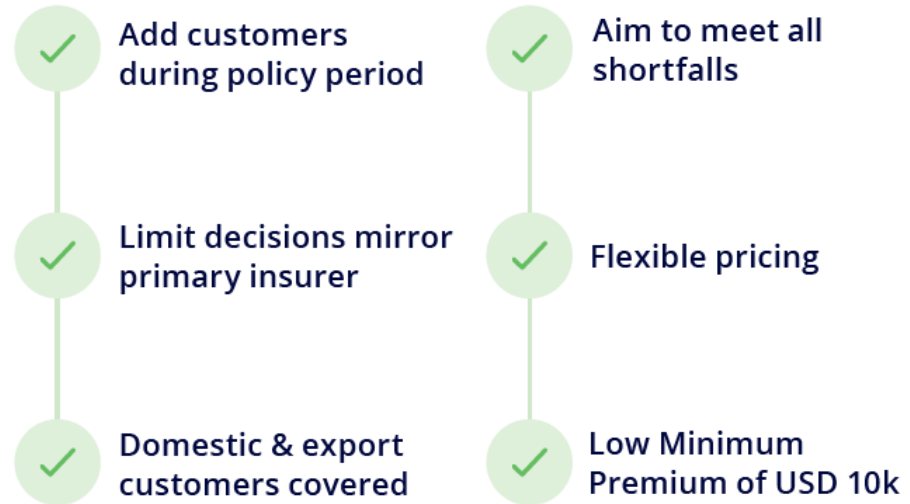 Add customers
during policy period
Limit decisions mirror
primary insurer
Domestic & export
customers covered
Aim to meet all
shortfalls
Flexible pricing
Low Minimum
Premium of USD 10k